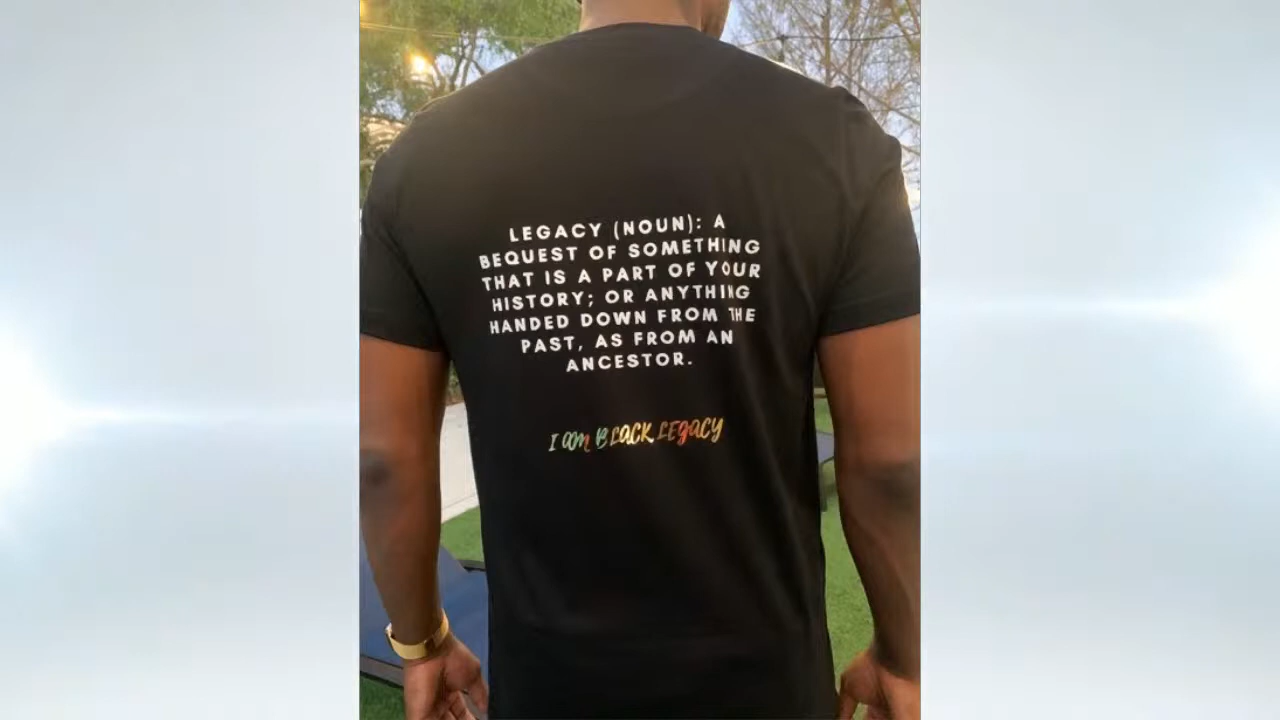 LEGACY (NOUN): A
BEQUEST OF SOMETHING
THAT IS A PART OF YOUR
HISTORY; OR ANYTHING
HANDED DOWN FROM THE
PAST, AS FROM AN
ANCESTOR.
I am BLACK LEgACY